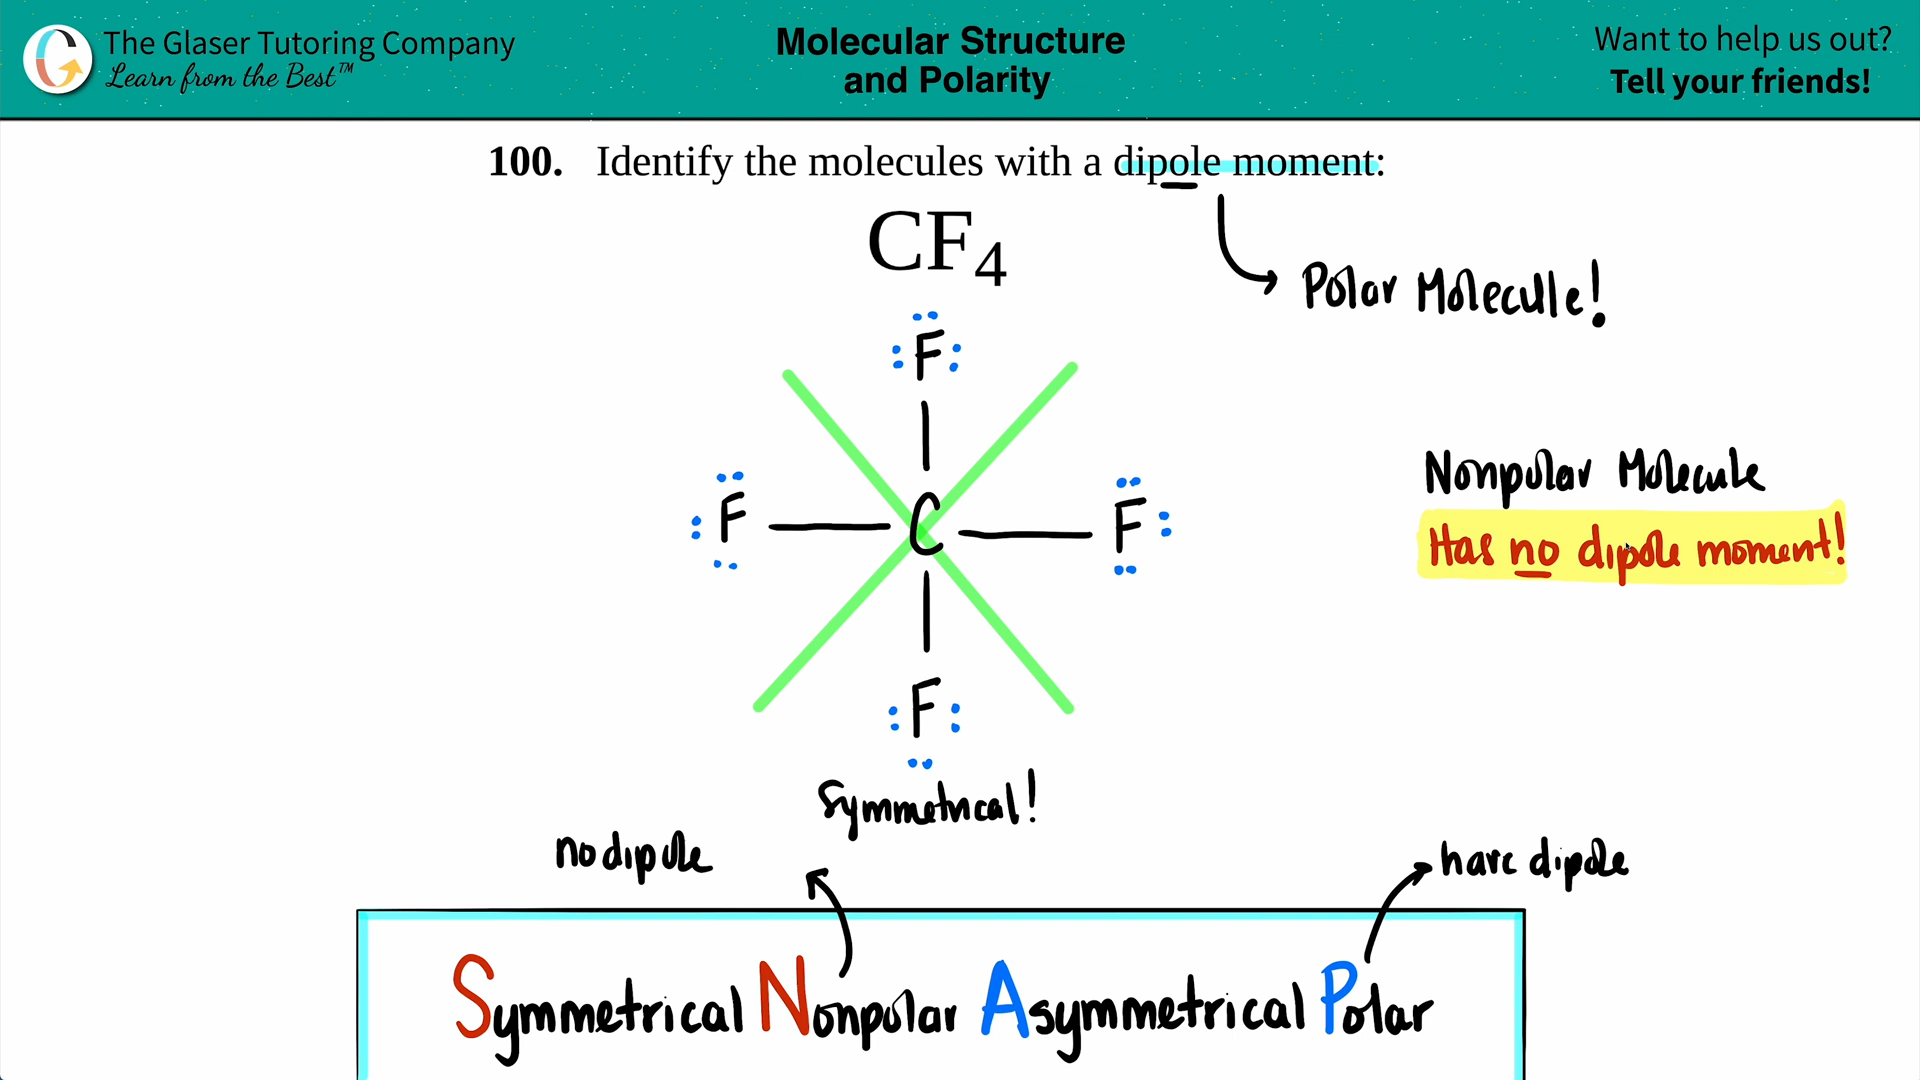 The Glaser Tutoring Company
Learn from the Best™
Molecular Structure
and Polarity
Want to help us out?
Tell your friends!
100. Identify the molecules with a dipole moment:
CF₄
Polar Molecule!
F
F C F
F
Nonpolar Molecule
Has no dipole moment!
Symmetrical!
no dipole
have dipole
Symmetrical Nonpolar Asymmetrical Polar